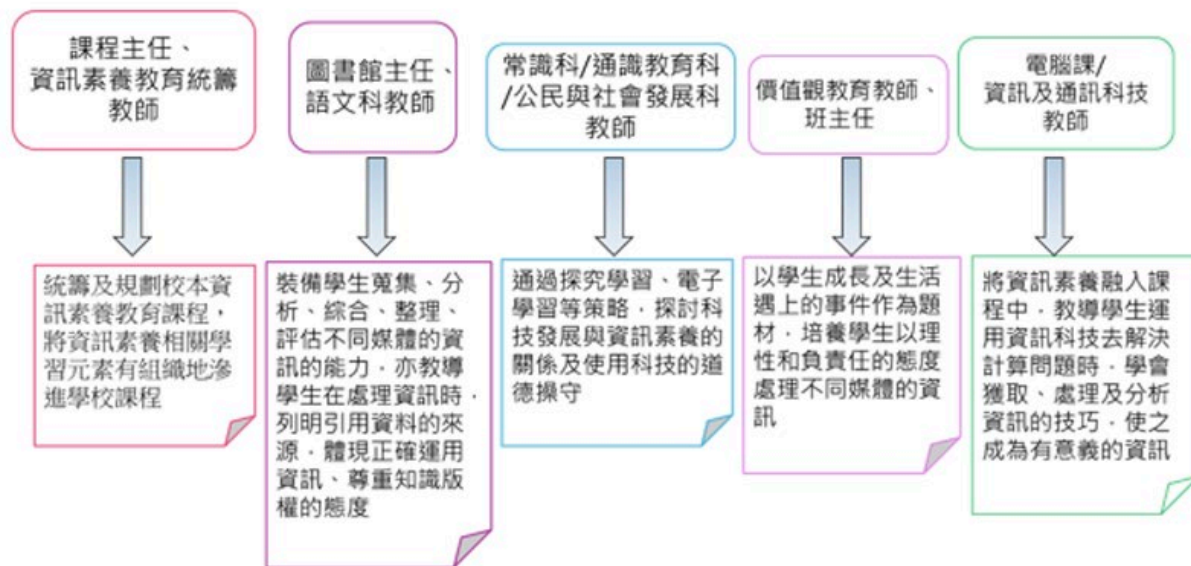 課程主任、
資訊素養教育統籌
教師
圖書館主任、
語文科教師
常識科/通識教育科
/公民與社會發展科
教師
價值觀教育教師、
班主任
電腦課/
資訊及通訊科技
教師
統籌及規劃校本資
訊素養教育課程，
將資訊素養相關學
習元素有組織地滲
進學校課程
裝備學生蒐集、分
析、綜合、整理、
評估不同媒體的資
訊的能力，亦教導
學生在處理資訊時，
列明引用資料的來
源，體現正確運用
資訊、尊重知識版
權的態度
通過探究學習、電子
學習等策略，探討科
技發展與資訊素養的
關係及使用科技的道
德操守
以學生成長及生活
遇上的事件作為題
材，培養學生以理
性和負責任的態度
處理不同媒體的資
訊
將資訊素養融入課
程中，教導學生運
用資訊科技去解決
計算問題時，學會
獲取、處理及分析
資訊的技巧，使之
成為有意義的資訊